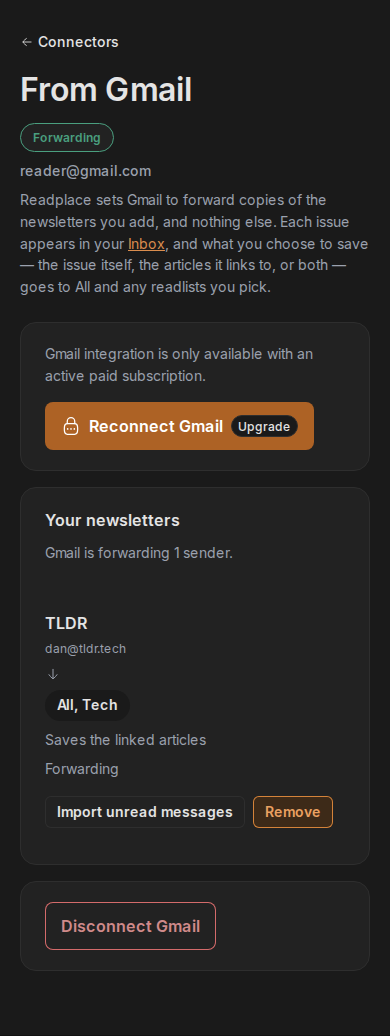 ← Connectors
From Gmail
Forwarding
reader@gmail.com
Readplace sets Gmail to forward copies of the
newsletters you add, and nothing else. Each issue
appears in your Inbox, and what you choose to save
— the issue itself, the articles it links to, or both —
goes to All and any readlists you pick.
Gmail integration is only available with an
active paid subscription.
Reconnect Gmail Upgrade
Your newsletters
Gmail is forwarding 1 sender.
TLDR
dan@tldr.tech
↓
All, Tech
Saves the linked articles
Forwarding
Import unread messages Remove
Disconnect Gmail